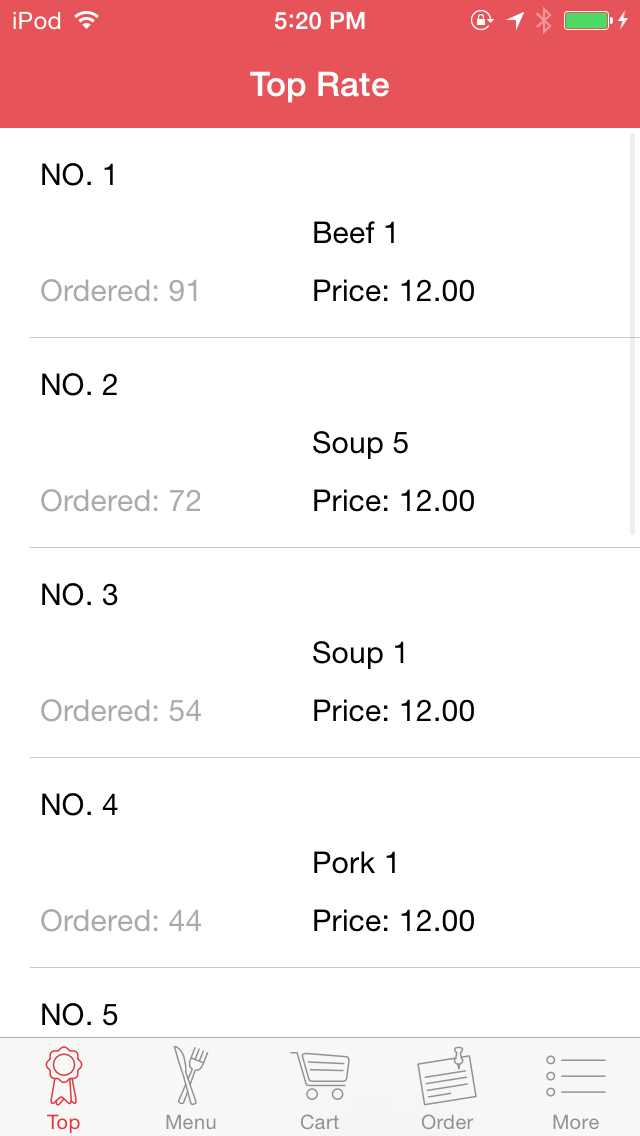 iPod 5:20 PM
Top Rate
NO. 1
Beef 1
Ordered: 91 Price: 12.00
NO. 2
Soup 5
Ordered: 72 Price: 12.00
NO. 3
Soup 1
Ordered: 54 Price: 12.00
NO. 4
Pork 1
Ordered: 44 Price: 12.00
NO. 5
Top Menu Cart Order More